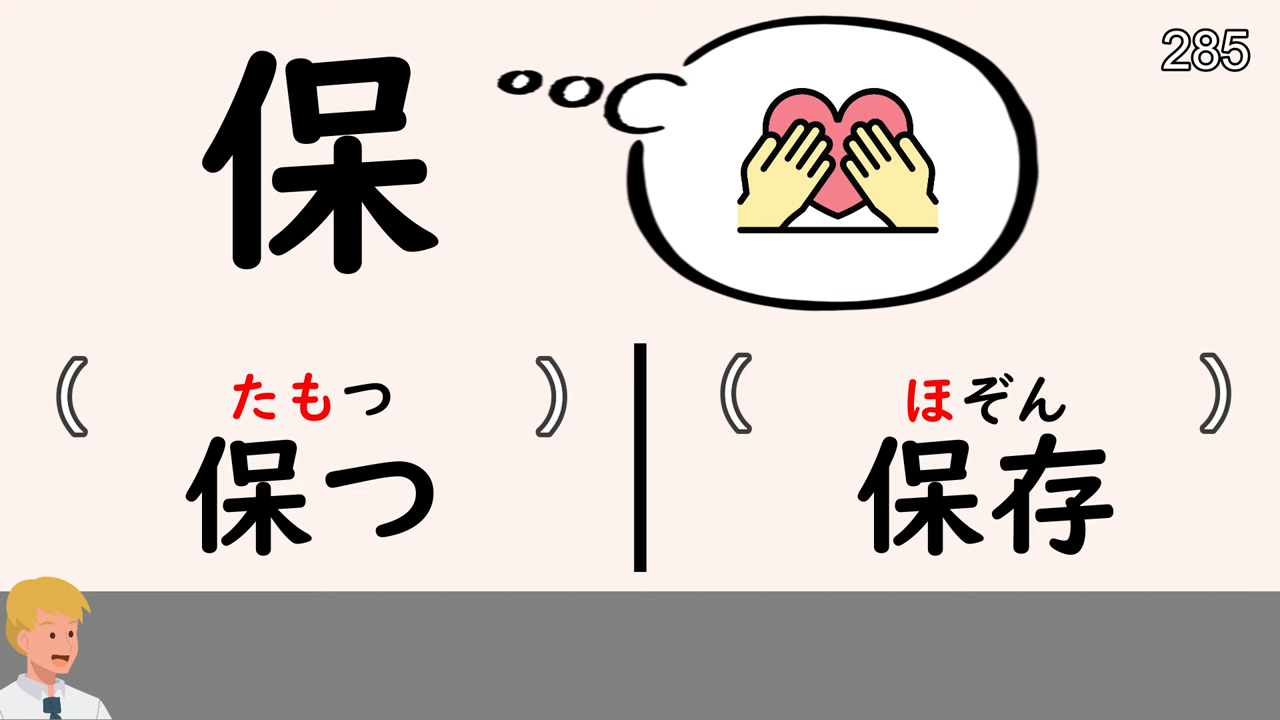 保
285
( たもつ )
保つ
( ほぞん )
保存